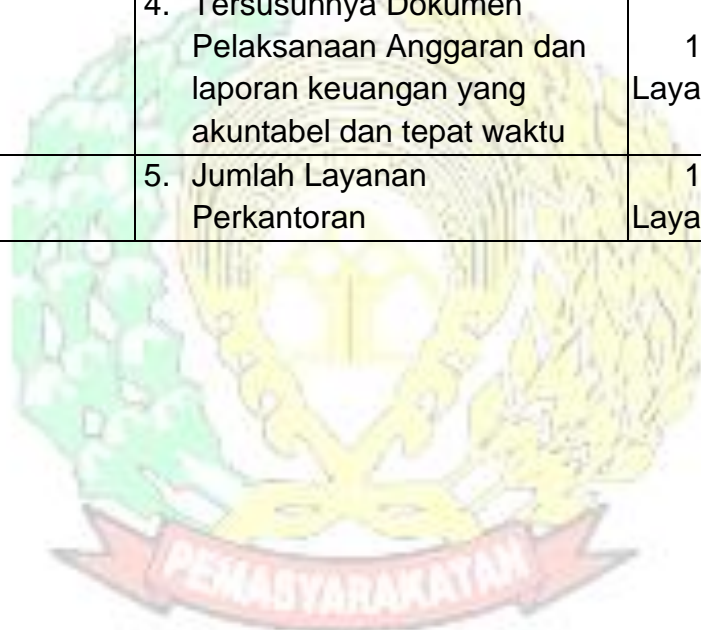 4. Tersusunnya Dokumen
Pelaksanaan Anggaran dan
laporan keuangan yang
akuntabel dan tepat waktu
1
Laya
5. Jumlah Layanan
Perkantoran
1
Laya
PEMASYARAKATAN